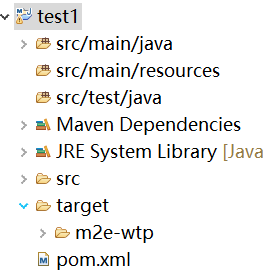 test1
src/main/java
src/main/resources
src/test/java
Maven Dependencies
JRE System Library [Java
src
target
m2e-wtp
pom.xml